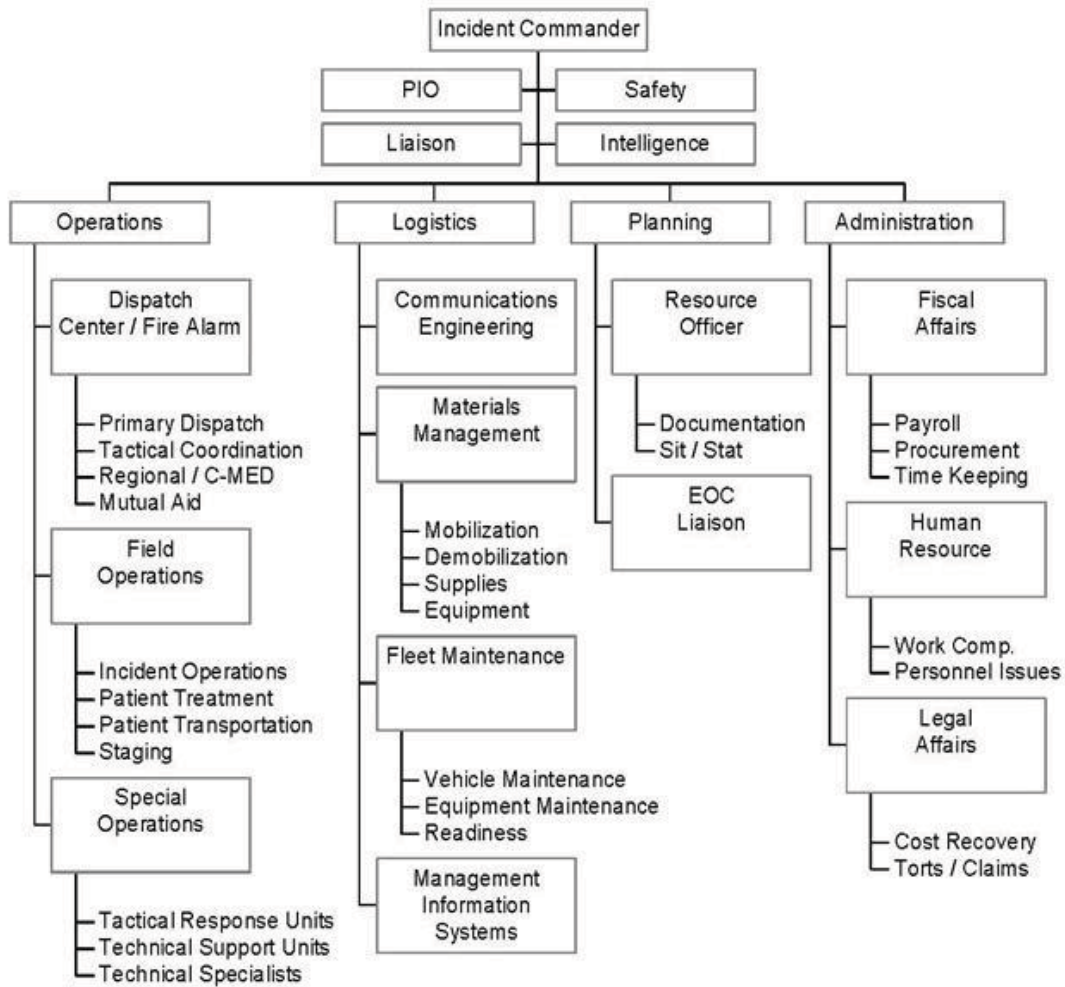 Incident Commander
PIO
Safety
Liaison
Intelligence
Operations
Logistics
Planning
Administration
Dispatch
Center / Fire Alarm
Primary Dispatch
Tactical Coordination
Regional / C-MED
Mutual Aid
Field
Operations
Incident Operations
Patient Treatment
Patient Transportation
Staging
Special
Operations
Tactical Response Units
Technical Support Units
Technical Specialists
Communications
Engineering
Materials
Management
Mobilization
Demobilization
Supplies
Equipment
Fleet Maintenance
Vehicle Maintenance
Equipment Maintenance
Readiness
Management
Information
Systems
Resource
Officer
Documentation
Sit / Stat
EOC
Liaison
Fiscal
Affairs
Payroll
Procurement
Time Keeping
Human
Resource
Work Comp.
Personnel Issues
Legal
Affairs
Cost Recovery
Torts / Claims